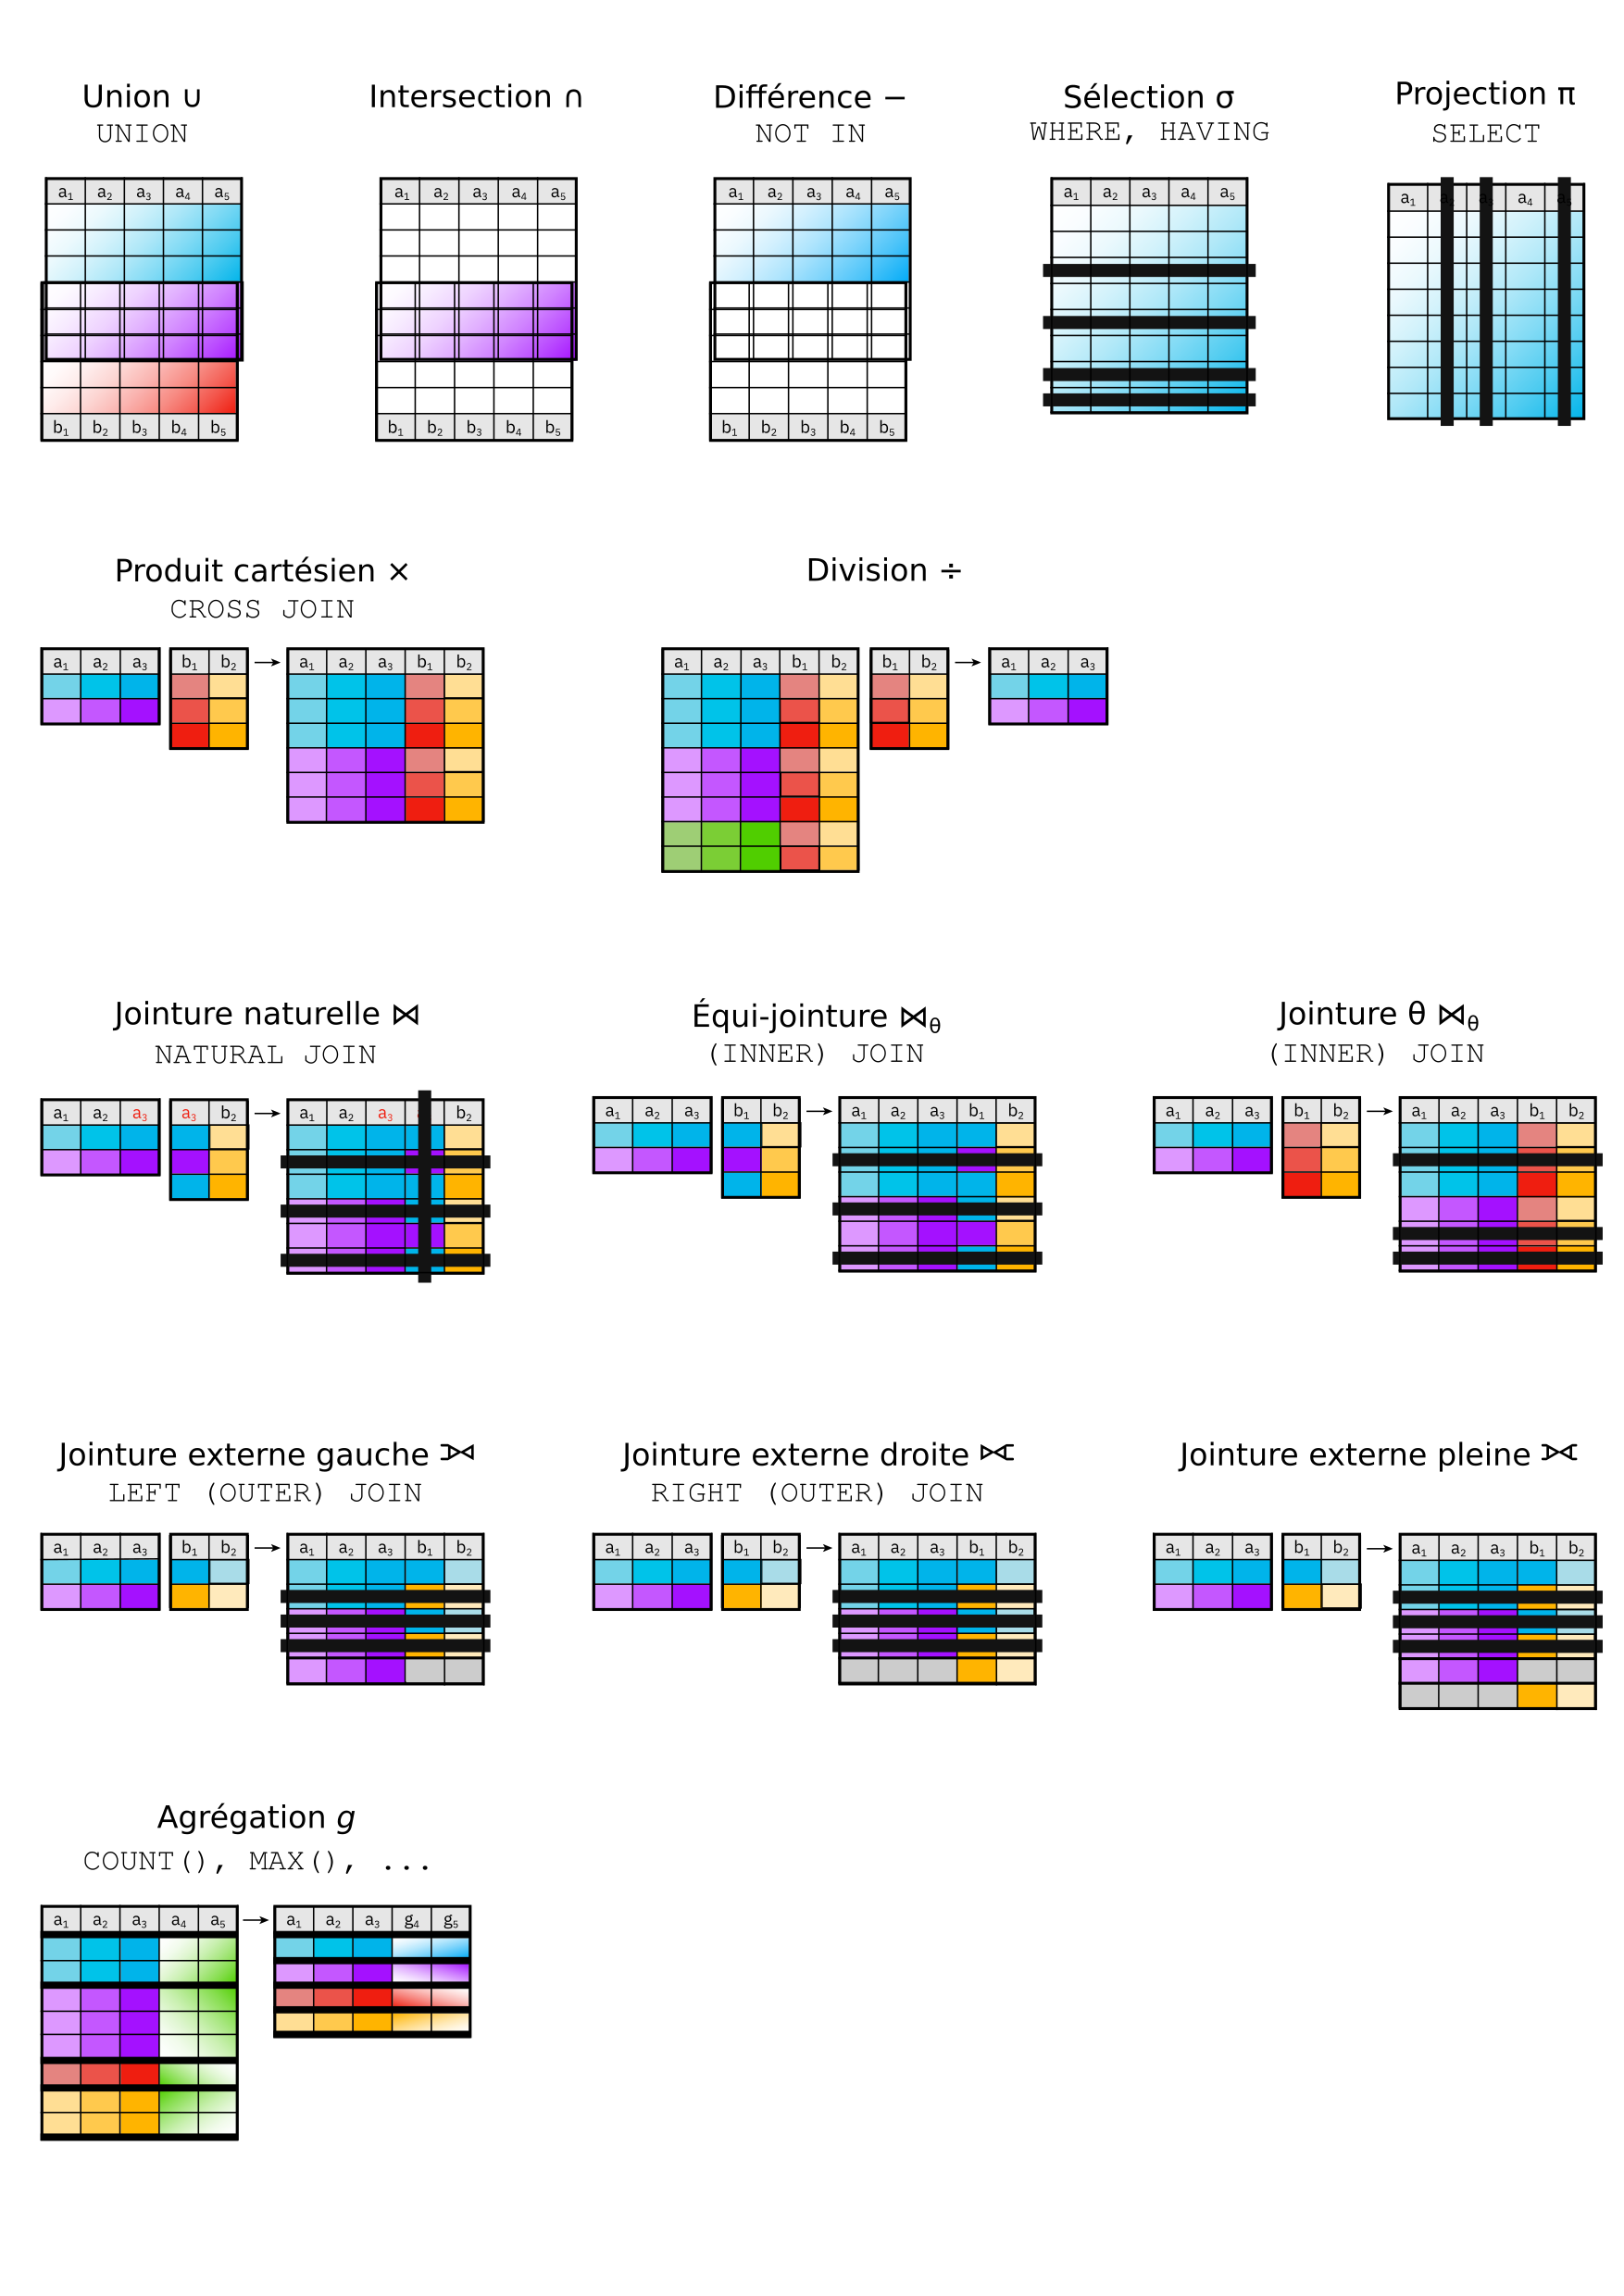 Union ∪
UNION
a₁ a₂ a₃ a₄ a₅
b₁ b₂ b₃ b₄ b₅
Intersection ∩
a₁ a₂ a₃ a₄ a₅
b₁ b₂ b₃ b₄ b₅
Différence −
NOT IN
a₁ a₂ a₃ a₄ a₅
b₁ b₂ b₃ b₄ b₅
Sélection σ
WHERE, HAVING
a₁ a₂ a₃ a₄ a₅
Projection π
SELECT
a₁ a₄
Produit cartésien ×
CROSS JOIN
a₁ a₂ a₃ b₁ b₂ → a₁ a₂ a₃ b₁ b₂
Division ÷
a₁ a₂ a₃ b₁ b₂ b₁ b₂ → a₁ a₂ a₃
Jointure naturelle ⋈
NATURAL JOIN
a₁ a₂ a₃ a₃ b₂ → a₁ a₂ a₃ b₂
Équi-jointure ⋈θ
(INNER) JOIN
a₁ a₂ a₃ b₁ b₂ → a₁ a₂ a₃ b₁ b₂
Jointure θ ⋈θ
(INNER) JOIN
a₁ a₂ a₃ b₁ b₂ → a₁ a₂ a₃ b₁ b₂
Jointure externe gauche ⟕
LEFT (OUTER) JOIN
a₁ a₂ a₃ b₁ b₂ → a₁ a₂ a₃ b₁ b₂
Jointure externe droite ⟖
RIGHT (OUTER) JOIN
a₁ a₂ a₃ b₁ b₂ → a₁ a₂ a₃ b₁ b₂
Jointure externe pleine ⟗
a₁ a₂ a₃ b₁ b₂ → a₁ a₂ a₃ b₁ b₂
Agrégation g
COUNT(), MAX(), ...
a₁ a₂ a₃ a₄ a₅ → a₁ a₂ a₃ g₄ g₅